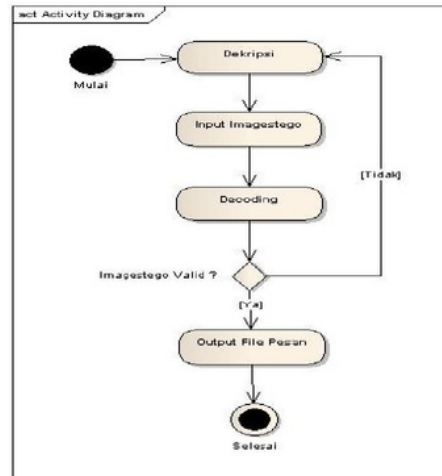 act Activity Diagram
Mulai
Dekripsi
Input Imagestego
[Tidak]
Decoding
Imagestego Valid ?
[Ya]
Output File Pesan
Selesai